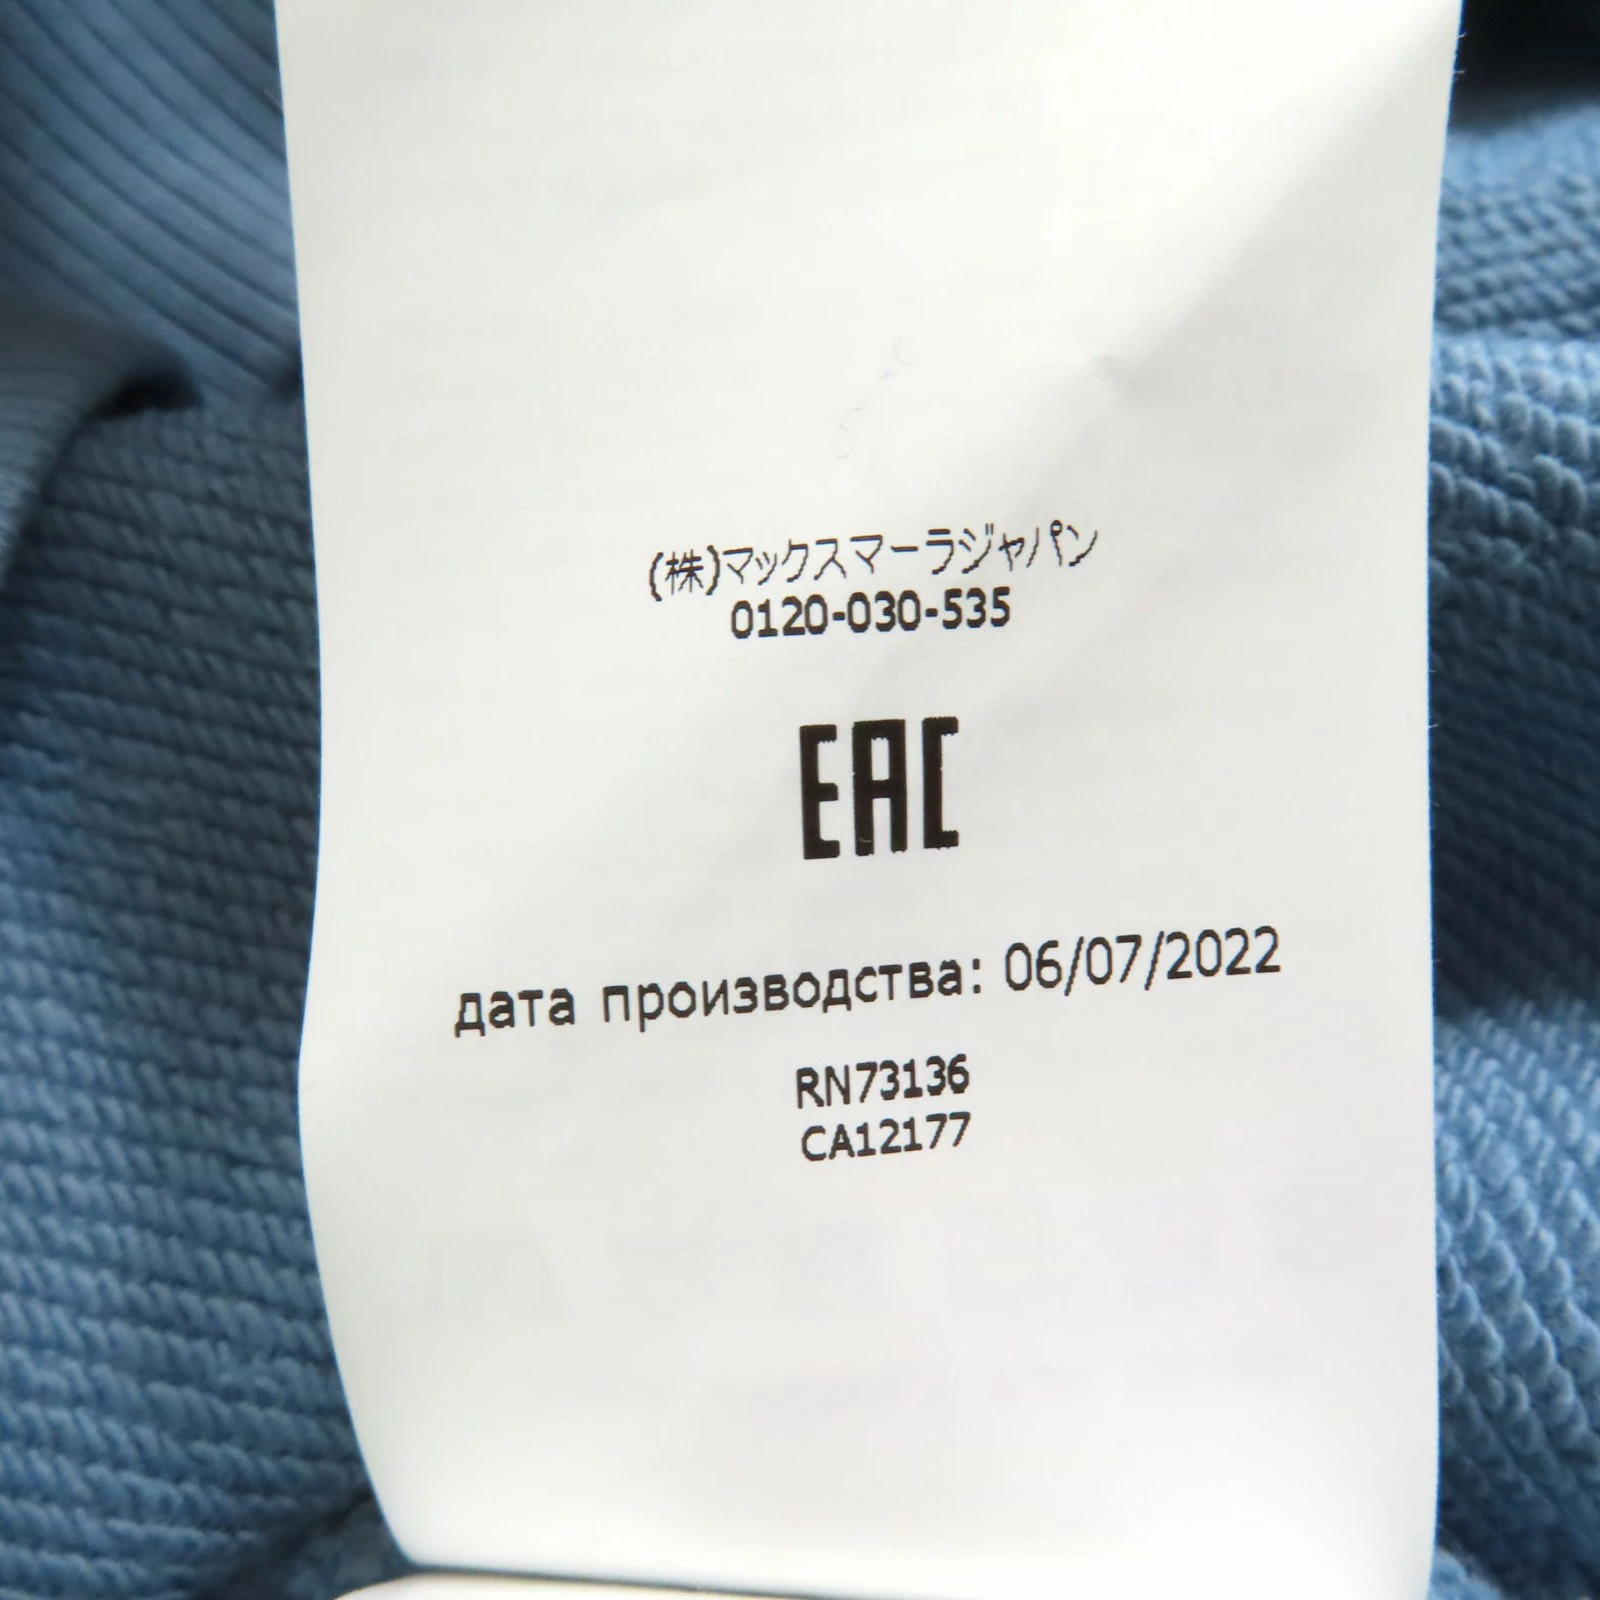 (株)マックスマーラジャパン
0120-030-535
EAC
дата производства: 06/07/2022
RN73136
CA12177